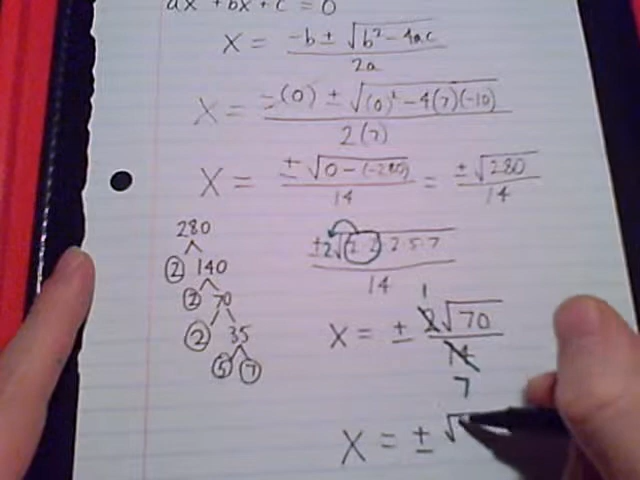 ax² + bx + c = 0
x = -b ± √b² - 4ac / 2a
x = -(0) ± √(0)² - 4(7)(-10) / 2(7)
x = ± √0 - (-280) / 14 = ± √280 / 14
280
2 140
2 70
2 35
5 7
±2√2·2·2·5·7 / 14
1
x = ± 2√70 / 14
7
x = ± √